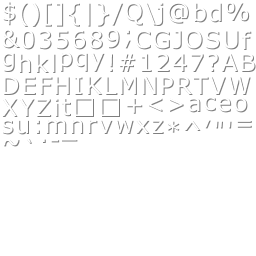 $()[]{|}/Q\j@bd%
&035689;CGJOSUf
ghklpqy!#1247?AB
DEFHIKLMNPRTVW
XYZit□□+<>aceo
su:mnrvwxz*^'"=
~`.-_